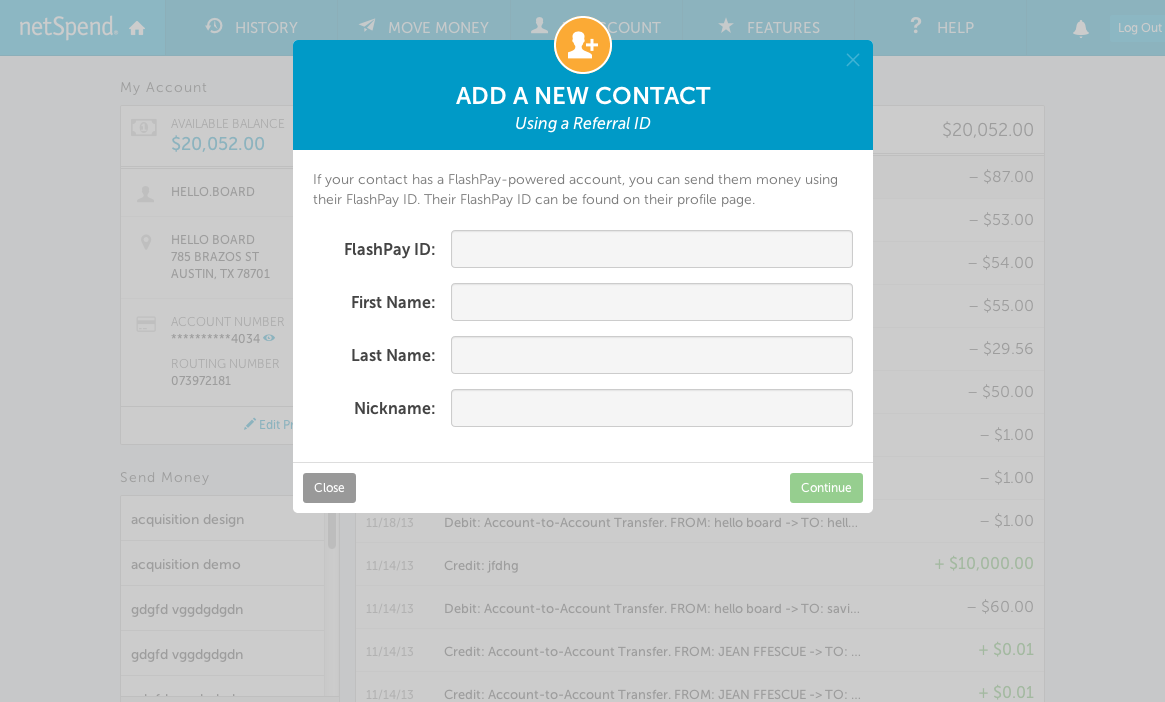 netSpend.
HISTORY
MOVE MONEY
FEATURES
HELP
Log Out
My Account
AVAILABLE BALANCE
$20,052.00
HELLO.BOARD
HELLO BOARD
785 BRAZOS ST
AUSTIN, TX 78701
ACCOUNT NUMBER
**********4034
ROUTING NUMBER
073972181
Edit
Send Money
acquisition design
acquisition demo
gdgfd vggdgdgdn
gdgfd vggdgdgdn
ADD A NEW CONTACT
Using a Referral ID
If your contact has a FlashPay-powered account, you can send them money using
their FlashPay ID. Their FlashPay ID can be found on their profile page.
FlashPay ID:
First Name:
Last Name:
Nickname:
Close
Continue
$20,052.00
– $87.00
– $53.00
– $54.00
– $55.00
– $29.56
– $50.00
– $1.00
– $1.00
11/18/13 Debit: Account-to-Account Transfer. FROM: hello board -> TO: hell... – $1.00
11/14/13 Credit: jfdhg + $10,000.00
11/14/13 Debit: Account-to-Account Transfer. FROM: hello board -> TO: savi... – $60.00
11/14/13 Credit: Account-to-Account Transfer. FROM: JEAN FFESCUE -> TO: ... + $0.01
11/14/13 Credit: Account-to-Account Transfer. FROM: JEAN FFESCUE -> TO: ... + $0.01